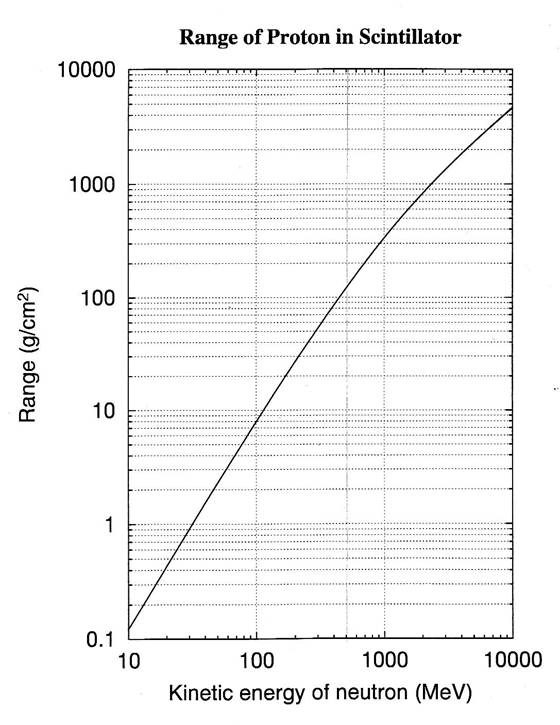 Range of Proton in Scintillator
10000
1000
100
10
1
0.1
Range (g/cm²)
10 100 1000 10000
Kinetic energy of neutron (MeV)